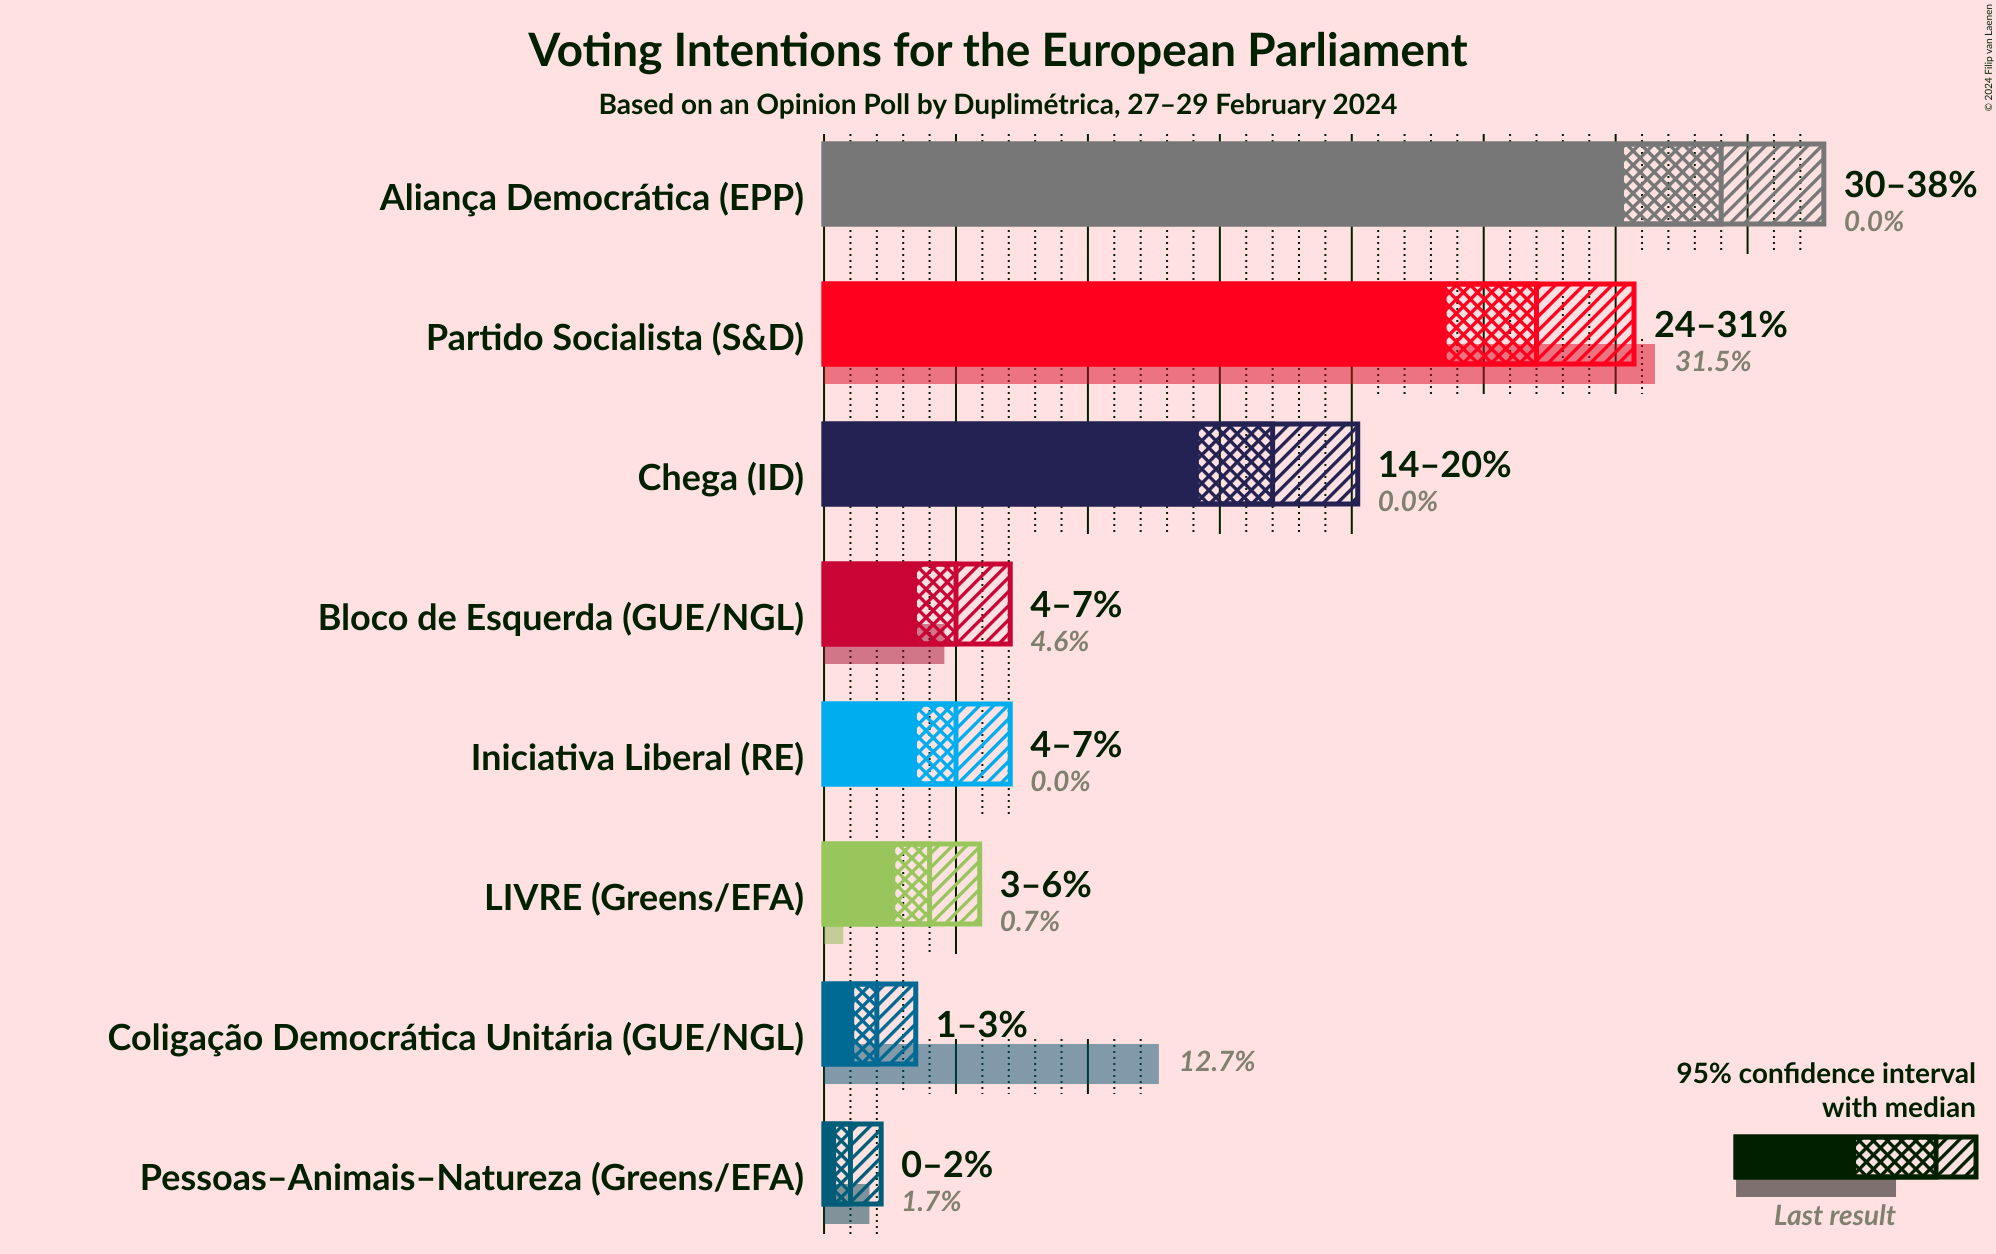 Voting Intentions for the European Parliament
Based on an Opinion Poll by Duplimétrica, 27–29 February 2024
© 2024 Filip van Laenen
Aliança Democrática (EPP)
30–38%
0.0%
Partido Socialista (S&D)
24–31%
31.5%
Chega (ID)
14–20%
0.0%
Bloco de Esquerda (GUE/NGL)
4–7%
4.6%
Iniciativa Liberal (RE)
4–7%
0.0%
LIVRE (Greens/EFA)
3–6%
0.7%
Coligação Democrática Unitária (GUE/NGL)
1–3%
12.7%
Pessoas–Animais–Natureza (Greens/EFA)
0–2%
1.7%
95% confidence interval
with median
Last result